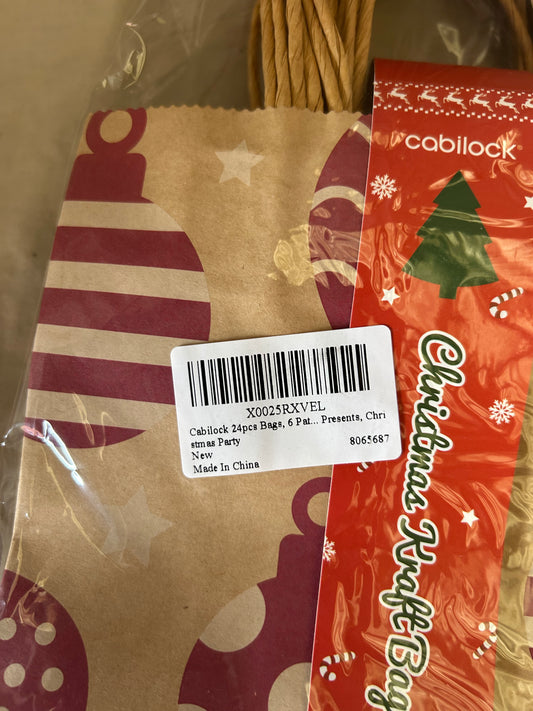 cabilock
Christmas Kraft Bag
X0025RXVEL
Cabilock 24pcs Bags, 6 Pat... Presents, Chri
stmas Party
8065687
New
Made In China